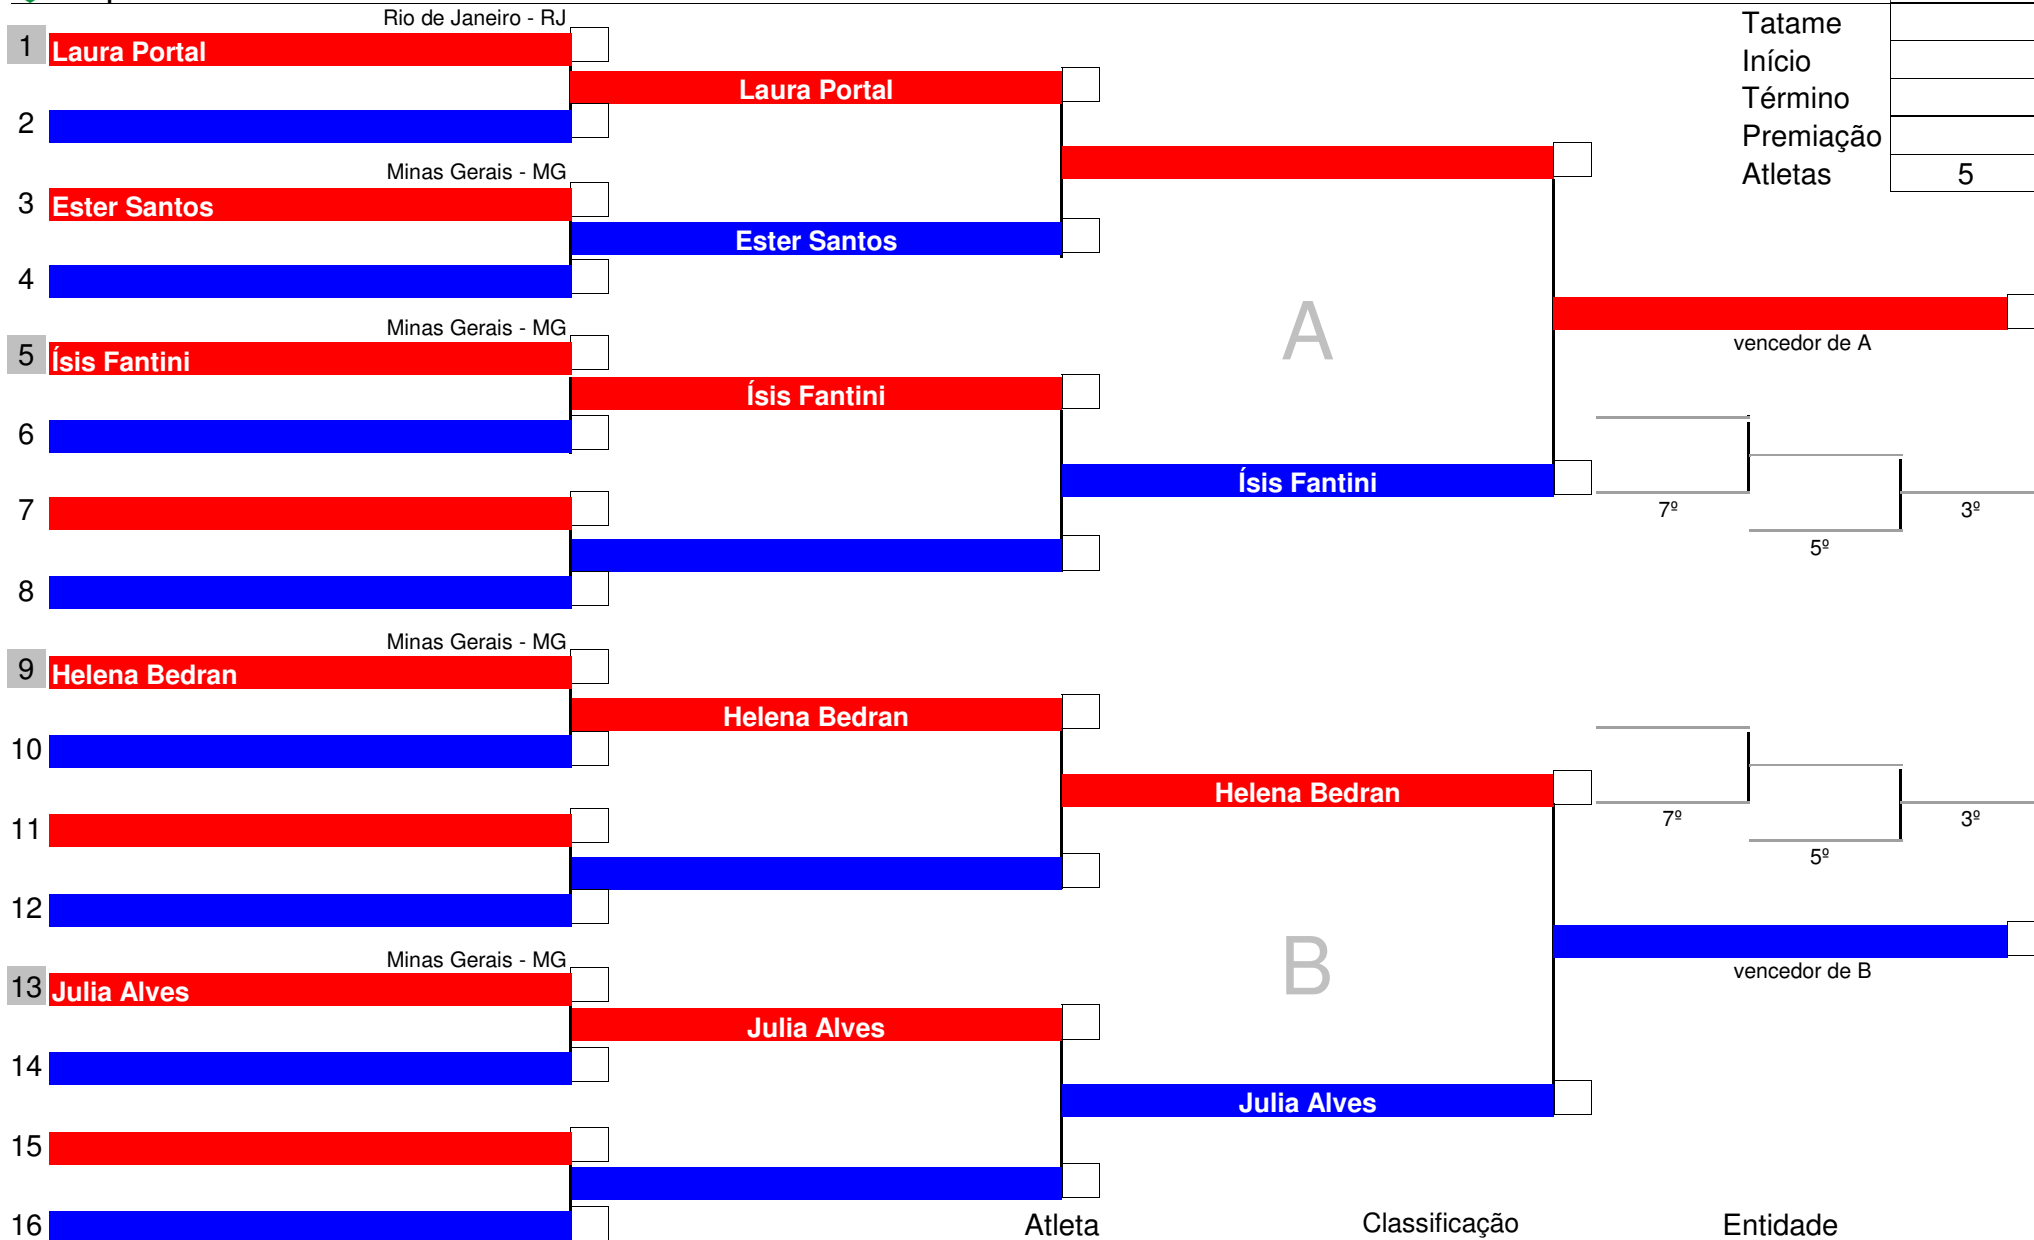 Rio de Janeiro - RJ
Tatame
1 Laura Portal
Início
Laura Portal
Término
2
Premiação
Minas Gerais - MG
Atletas 5
3 Ester Santos
Ester Santos
4
A
Minas Gerais - MG
vencedor de A
5 Ísis Fantini
Ísis Fantini
6
Ísis Fantini
7
7º 3º
5º
8
Minas Gerais - MG
9 Helena Bedran
Helena Bedran
10
Helena Bedran
11
7º 3º
5º
12
B
Minas Gerais - MG
vencedor de B
13 Julia Alves
Julia Alves
14
Julia Alves
15
16
Atleta Classificação Entidade